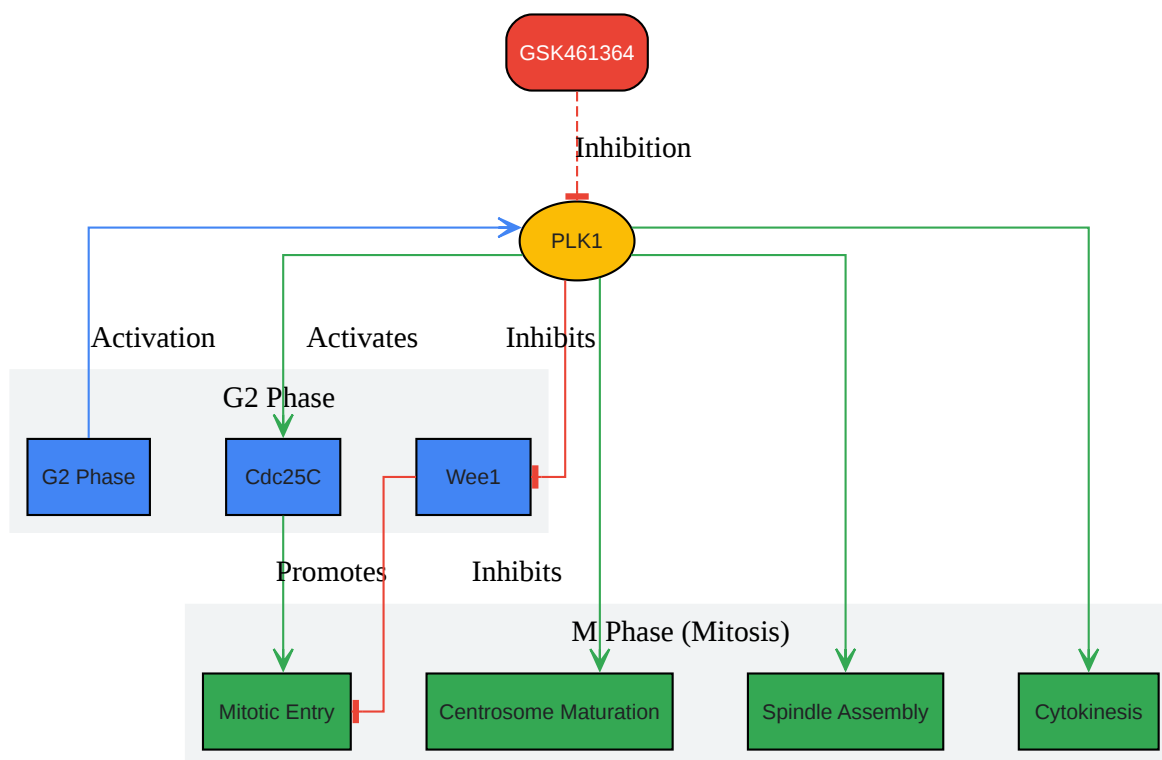 GSK461364
Inhibition
PLK1
Activation
Activates
Inhibits
G2 Phase
G2 Phase
Cdc25C
Wee1
Promotes
Inhibits
M Phase (Mitosis)
Mitotic Entry
Centrosome Maturation
Spindle Assembly
Cytokinesis